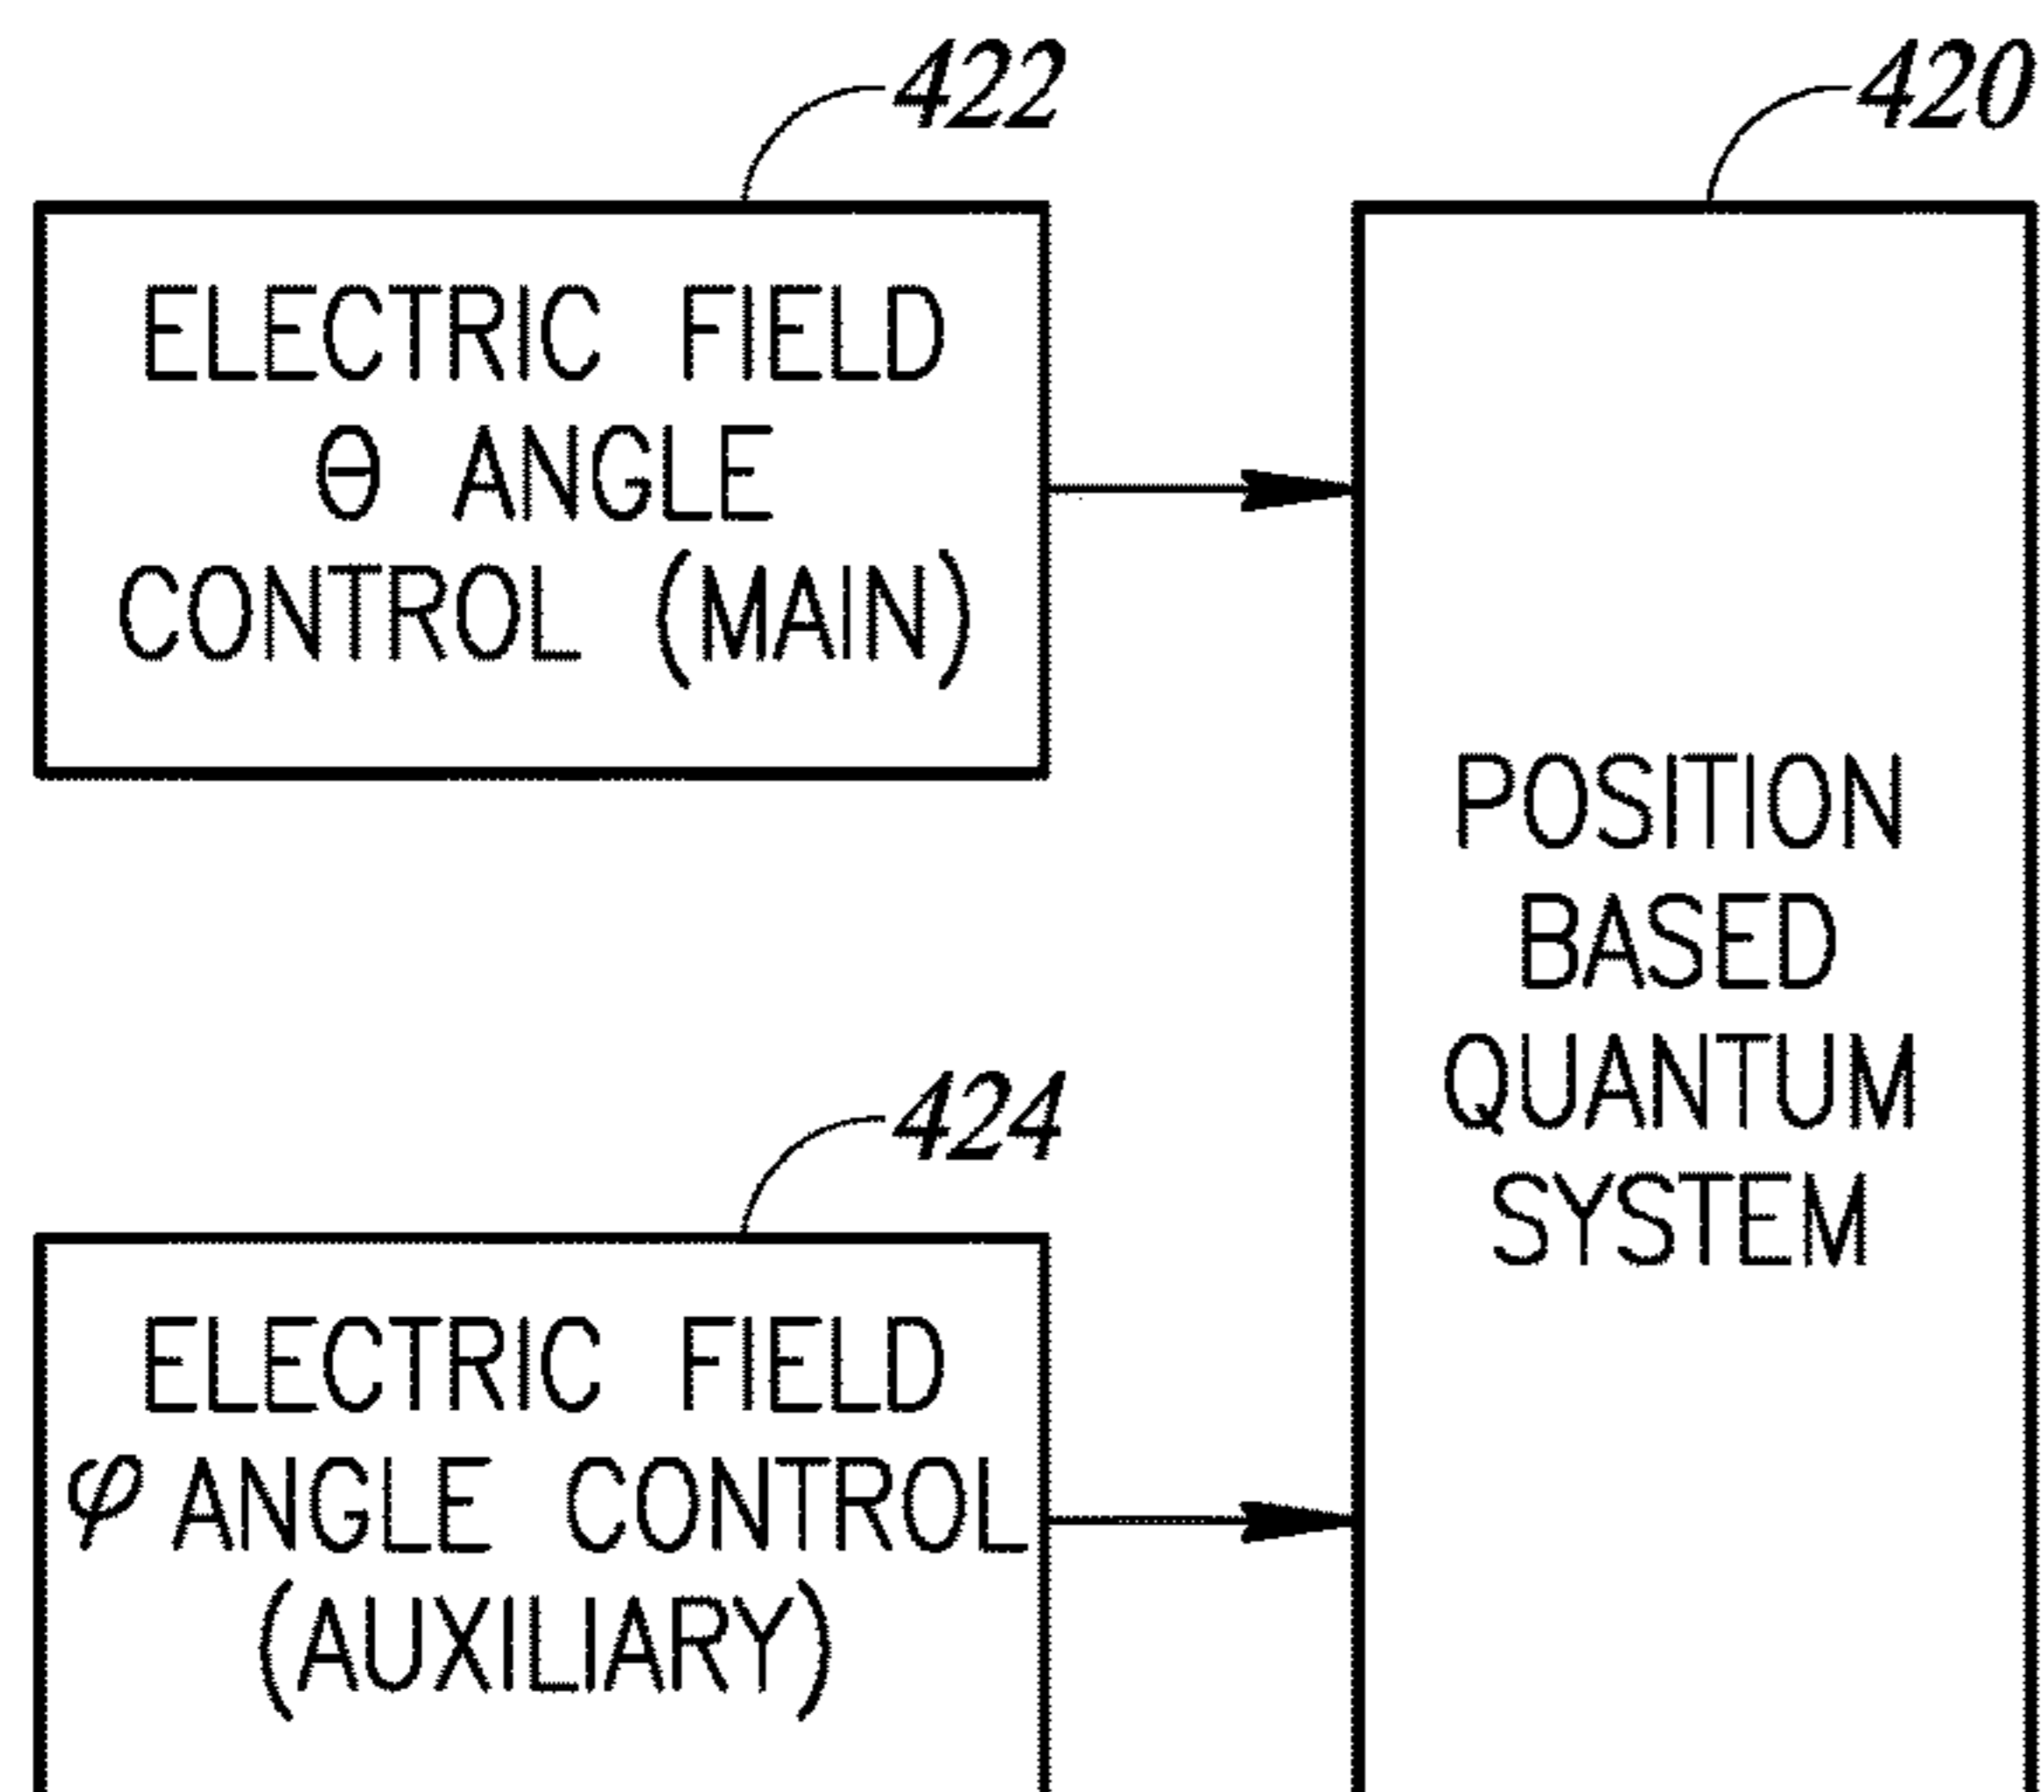 422
ELECTRIC FIELD
θ ANGLE
CONTROL (MAIN)
420
POSITION
BASED
QUANTUM
SYSTEM
424
ELECTRIC FIELD
φ ANGLE CONTROL
(AUXILIARY)